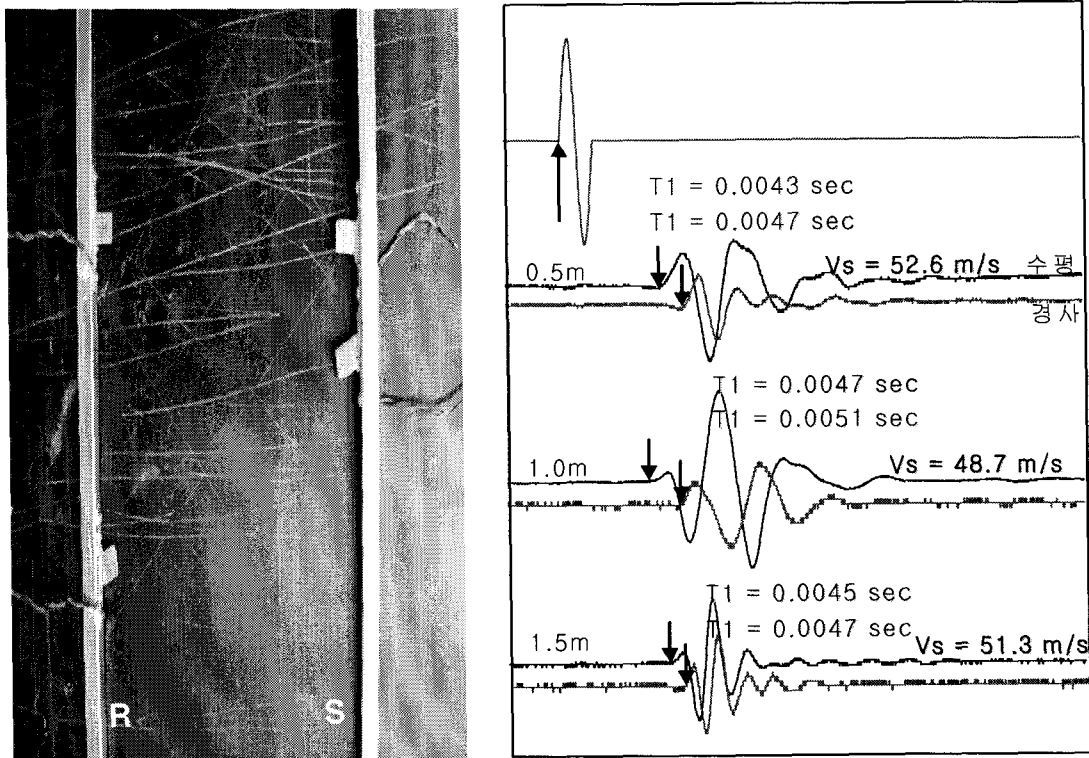 R
S
T1 = 0.0043 sec
T1 = 0.0047 sec
0.5m
Vs = 52.6 m/s 수평
경사
T1 = 0.0047 sec
T1 = 0.0051 sec
1.0m
Vs = 48.7 m/s
T1 = 0.0045 sec
T1 = 0.0047 sec
1.5m
Vs = 51.3 m/s